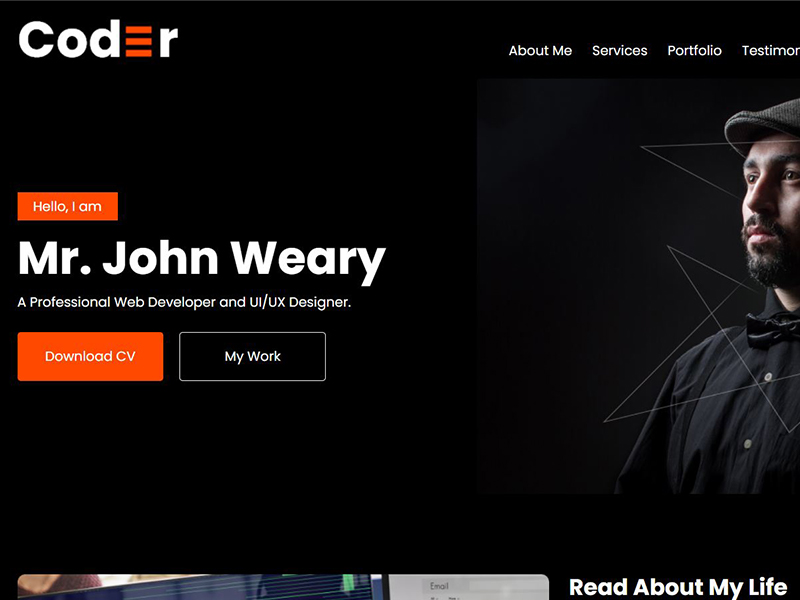 Coder
About Me Services Portfolio Testimon
Hello, I am
Mr. John Weary
A Professional Web Developer and UI/UX Designer.
Download CV My Work
Email
Read About My Life